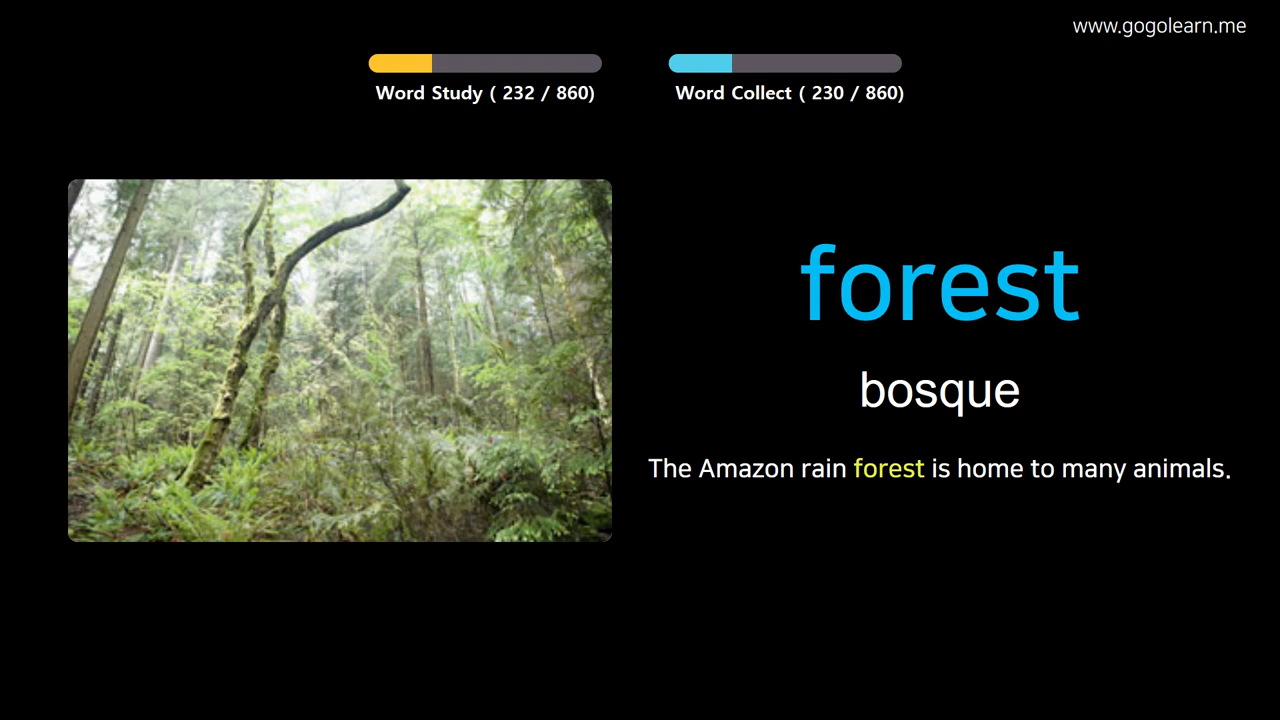 www.gogolearn.me
Word Study ( 232 / 860)
Word Collect ( 230 / 860)
forest
bosque
The Amazon rain forest is home to many animals.